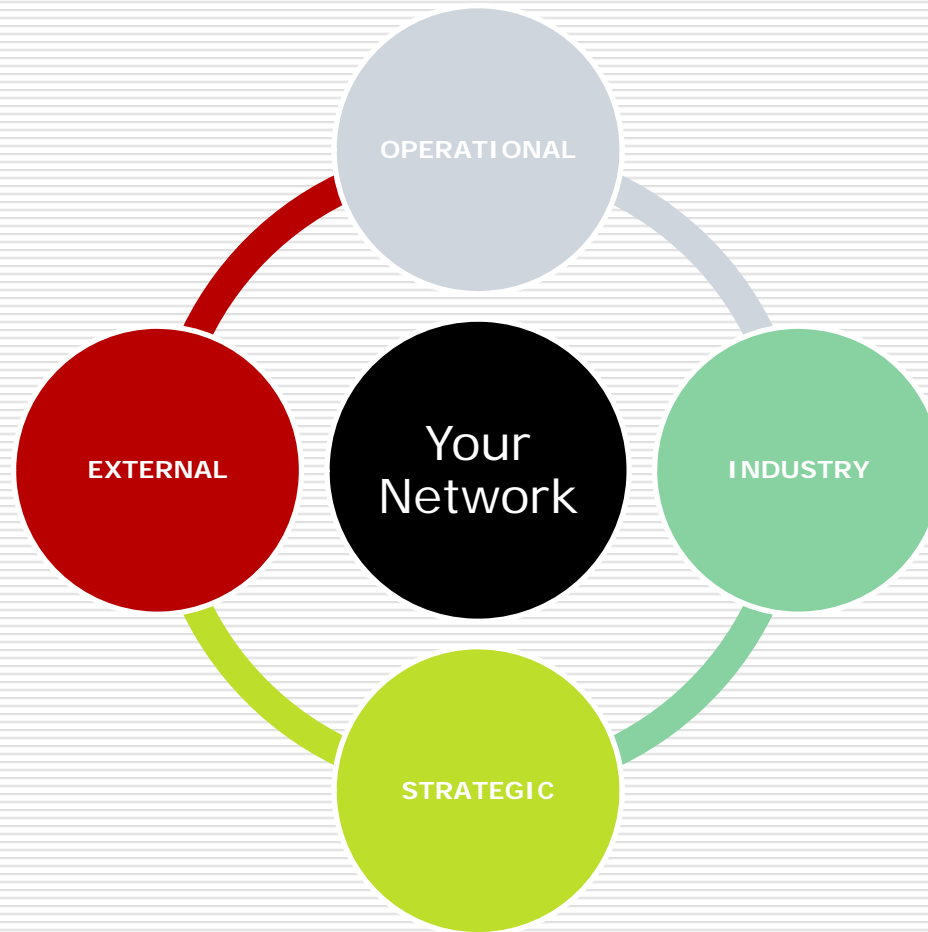 OPERATIONAL
EXTERNAL
Your
Network
INDUSTRY
STRATEGIC